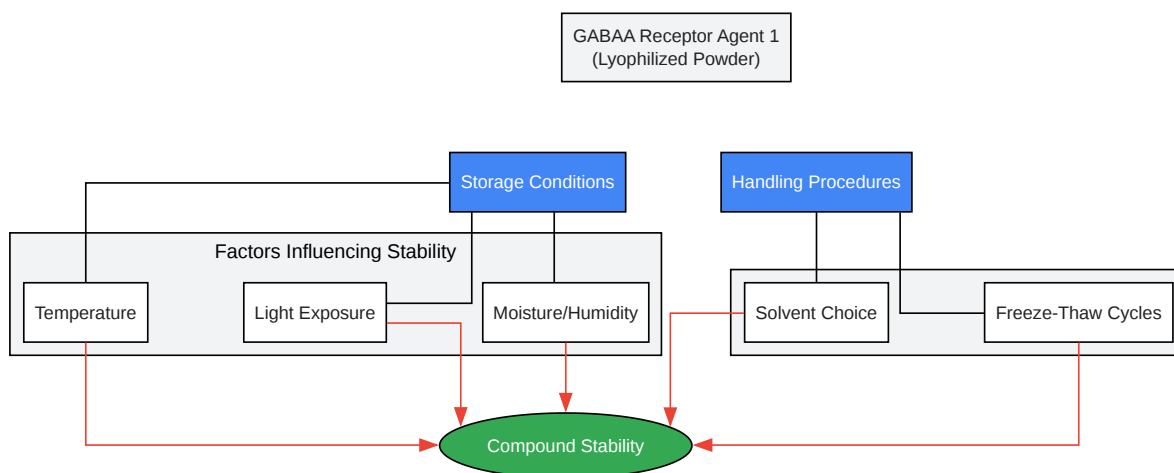 GABAA Receptor Agent 1
(Lyophilized Powder)
Storage Conditions
Handling Procedures
Factors Influencing Stability
Temperature
Light Exposure
Moisture/Humidity
Solvent Choice
Freeze-Thaw Cycles
Compound Stability